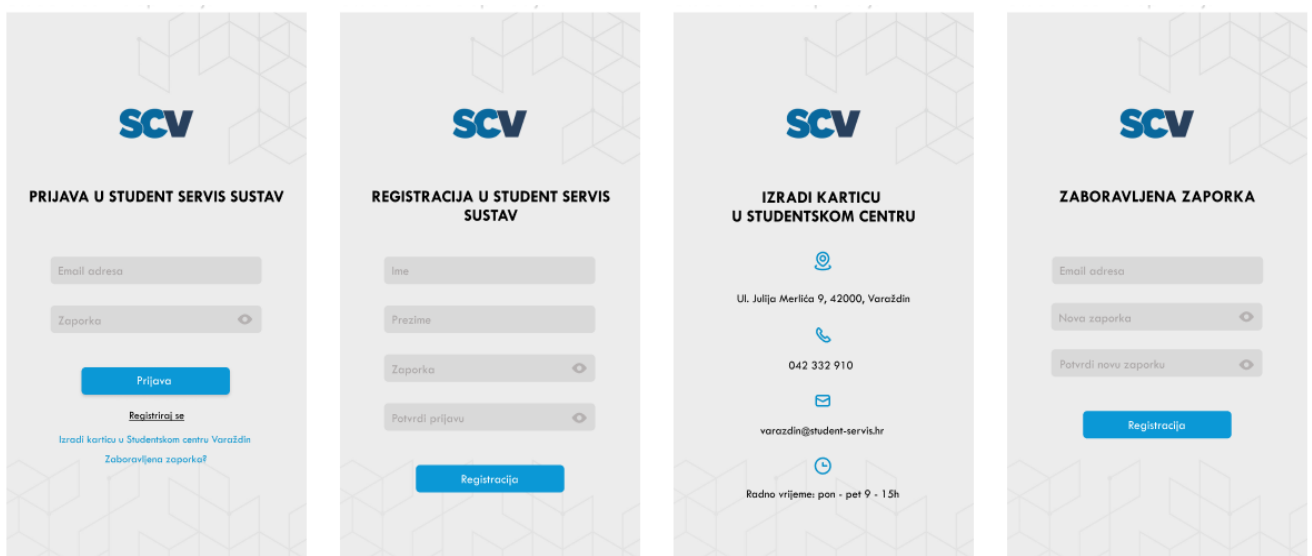 SCV
PRIJAVA U STUDENT SERVIS SUSTAV
Email adresa
Zaporka
Prijava
Registriraj se
Izradi karticu u Studentskom centru Varaždin
Zaboravljena zaporka?
SCV
REGISTRACIJA U STUDENT SERVIS
SUSTAV
Ime
Prezime
Zaporka
Potvrdi prijavu
Registracija
SCV
IZRADI KARTICU
U STUDENTSKOM CENTRU
Ul. Julija Merlića 9, 42000, Varaždin
042 332 910
varazdin@student-servis.hr
Radno vrijeme: pon - pet 9 - 15h
SCV
ZABORAVLJENA ZAPORKA
Email adresa
Nova zaporka
Potvrdi novu zaporku
Registracija